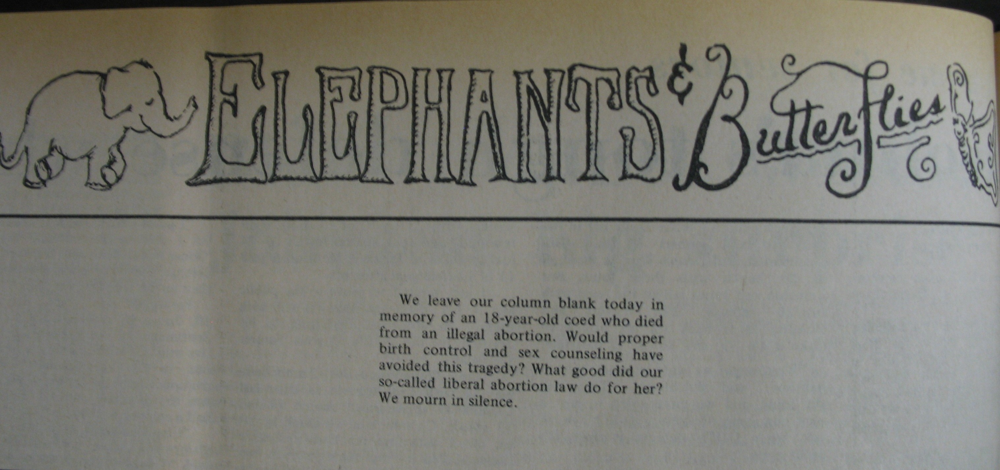 ELEPHANTS & Butterflies
We leave our column blank today in
memory of an 18-year-old coed who died
from an illegal abortion. Would proper
birth control and sex counseling have
avoided this tragedy? What good did our
so-called liberal abortion law do for her?
We mourn in silence.